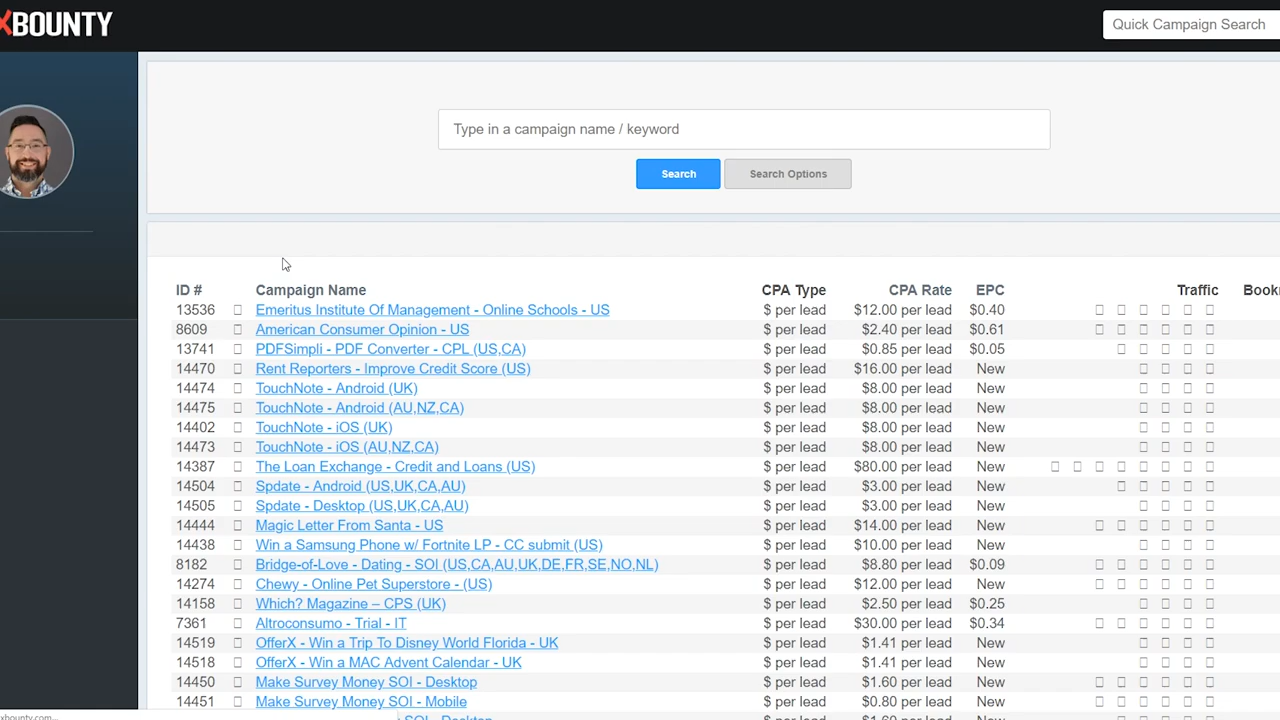 XBOUNTY
Quick Campaign Search
Type in a campaign name / keyword
Search Search Options
ID # Campaign Name CPA Type CPA Rate EPC Traffic Bookr
13536 Emeritus Institute Of Management - Online Schools - US $ per lead $12.00 per lead $0.40
8609 American Consumer Opinion - US $ per lead $2.40 per lead $0.61
13741 PDFSimpli - PDF Converter - CPL (US,CA) $ per lead $0.85 per lead $0.05
14470 Rent Reporters - Improve Credit Score (US) $ per lead $16.00 per lead New
14474 TouchNote - Android (UK) $ per lead $8.00 per lead New
14475 TouchNote - Android (AU,NZ,CA) $ per lead $8.00 per lead New
14402 TouchNote - iOS (UK) $ per lead $8.00 per lead New
14473 TouchNote - iOS (AU,NZ,CA) $ per lead $8.00 per lead New
14387 The Loan Exchange - Credit and Loans (US) $ per lead $80.00 per lead New
14504 Spdate - Android (US,UK,CA,AU) $ per lead $3.00 per lead New
14505 Spdate - Desktop (US,UK,CA,AU) $ per lead $3.00 per lead New
14444 Magic Letter From Santa - US $ per lead $14.00 per lead New
14438 Win a Samsung Phone w/ Fortnite LP - CC submit (US) $ per lead $10.00 per lead New
8182 Bridge-of-Love - Dating - SOI (US,CA,AU,UK,DE,FR,SE,NO,NL) $ per lead $8.80 per lead $0.09
14274 Chewy - Online Pet Superstore - (US) $ per lead $12.00 per lead New
14158 Which? Magazine – CPS (UK) $ per lead $2.50 per lead $0.25
7361 Altroconsumo - Trial - IT $ per lead $30.00 per lead $0.34
14519 OfferX - Win a Trip To Disney World Florida - UK $ per lead $1.41 per lead New
14518 OfferX - Win a MAC Advent Calendar - UK $ per lead $1.41 per lead New
14450 Make Survey Money SOI - Desktop $ per lead $1.60 per lead New
14451 Make Survey Money SOI - Mobile $ per lead $0.80 per lead New
xbounty.com...